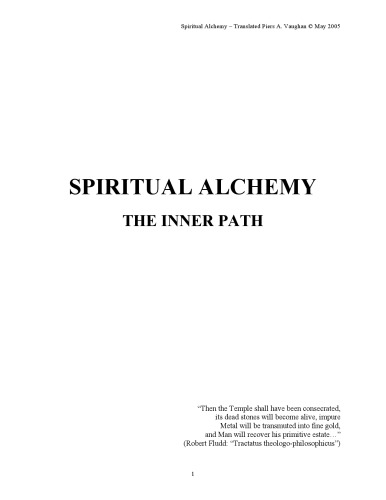 Spiritual Alchemy – Translated Piers A. Vaughan © May 2005
SPIRITUAL ALCHEMY
THE INNER PATH
“Then the Temple shall have been consecrated,
its dead stones will become alive, impure
Metal will be transmuted into fine gold,
and Man will recover his primitive estate…”
(Robert Fludd: “Tractatus theologo-philosophicus”)
1